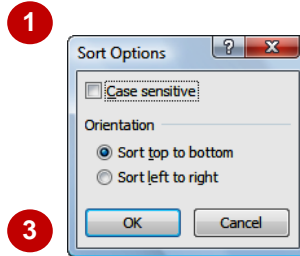 1
Sort Options
Case sensitive
Orientation
Sort top to bottom
Sort left to right
3
OK Cancel